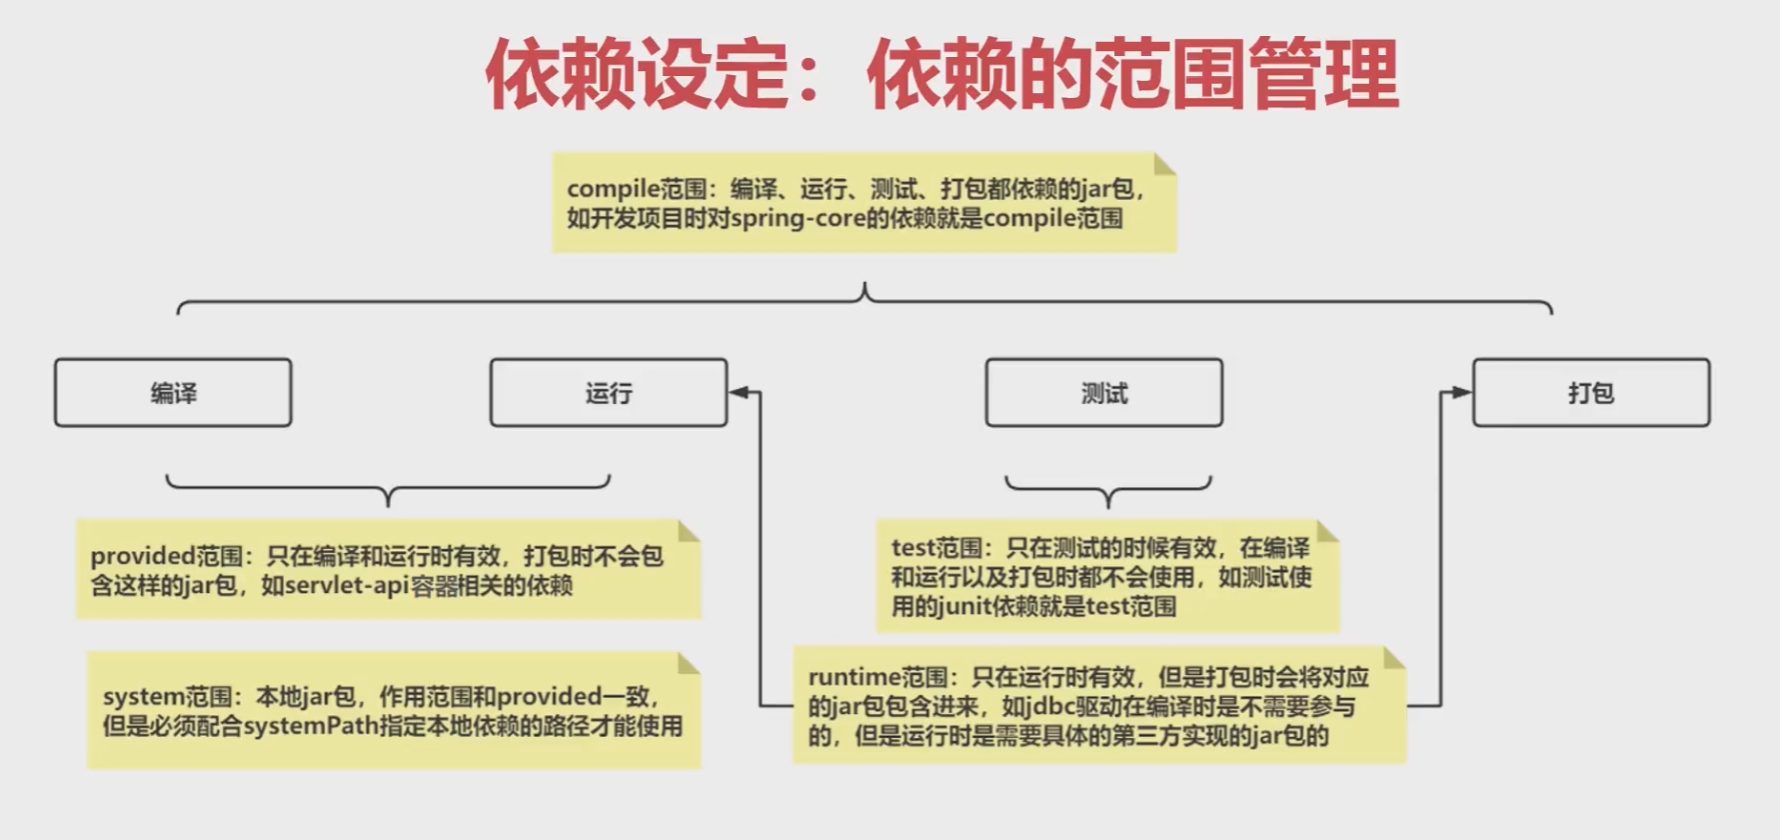 依赖设定：依赖的范围管理
compile范围：编译、运行、测试、打包都依赖的jar包，
如开发项目时对spring-core的依赖就是compile范围
编译
运行
测试
打包
provided范围：只在编译和运行时有效，打包时不会包
含这样的jar包，如servlet-api容器相关的依赖
test范围：只在测试的时候有效，在编译
和运行以及打包时都不会使用，如测试使
用的junit依赖就是test范围
system范围：本地jar包，作用范围和provided一致，
但是必须配合systemPath指定本地依赖的路径才能使用
runtime范围：只在运行时有效，但是打包时会将对应
的jar包包含进来，如jdbc驱动在编译时是不需要参与
的，但是运行时是需要具体的第三方实现的jar包的